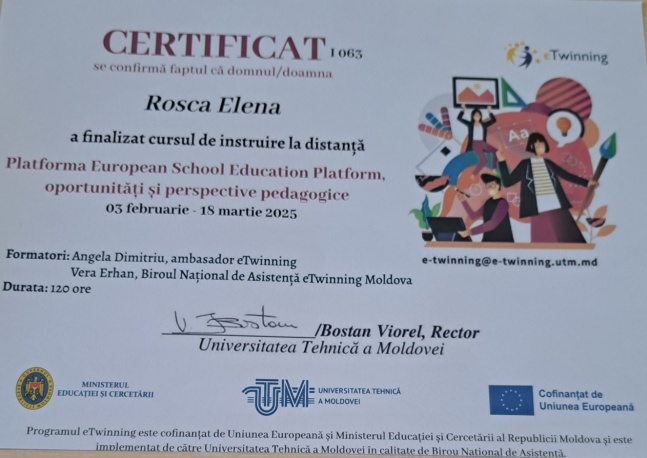 CERTIFICAT I 063
se confirmă faptul că domnul/doamna
Rosca Elena
a finalizat cursul de instruire la distanță
Platforma European School Education Platform,
oportunități și perspective pedagogice
03 februarie - 18 martie 2025
eTwinning
Aa
e-twinning@e-twinning.utm.md
Formatori: Angela Dimitriu, ambasador eTwinning
Vera Erhan, Biroul Național de Asistență eTwinning Moldova
Durata: 120 ore
/Bostan Viorel, Rector
Universitatea Tehnică a Moldovei
MINISTERUL
EDUCAȚIEI ȘI CERCETĂRII
UTM
UNIVERSITATEA TEHNICĂ
A MOLDOVEI
Cofinanțat de
Uniunea Europeană
Programul eTwinning este cofinanțat de Uniunea Europeană și Ministerul Educației și Cercetării al Republicii Moldova și este
implementat de către Universitatea Tehnică a Moldovei în calitate de Birou Național de Asistență.